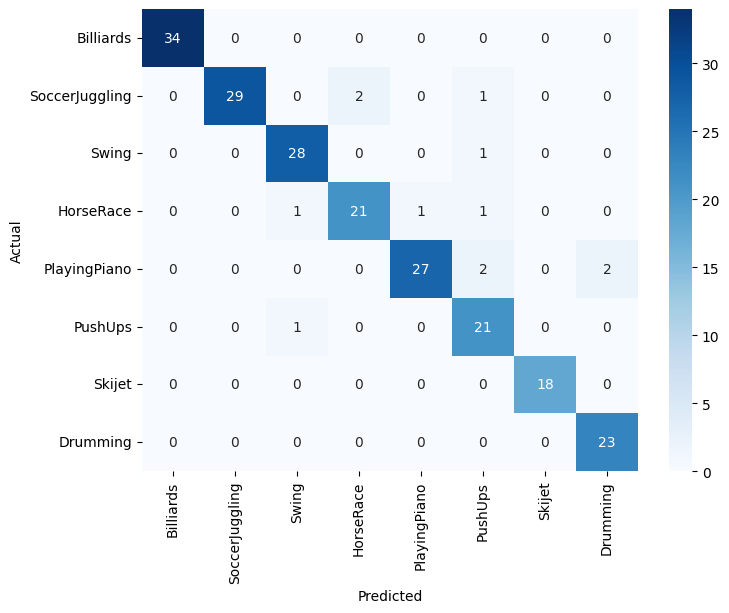 Billiards 34 0 0 0 0 0 0 0
SoccerJuggling 0 29 0 2 0 1 0 0
Swing 0 0 28 0 0 1 0 0
HorseRace 0 0 1 21 1 1 0 0
PlayingPiano 0 0 0 0 27 2 0 2
PushUps 0 0 1 0 0 21 0 0
Skijet 0 0 0 0 0 0 18 0
Drumming 0 0 0 0 0 0 0 23
Actual
Billiards SoccerJuggling Swing HorseRace PlayingPiano PushUps Skijet Drumming
Predicted
30
25
20
15
10
5
0